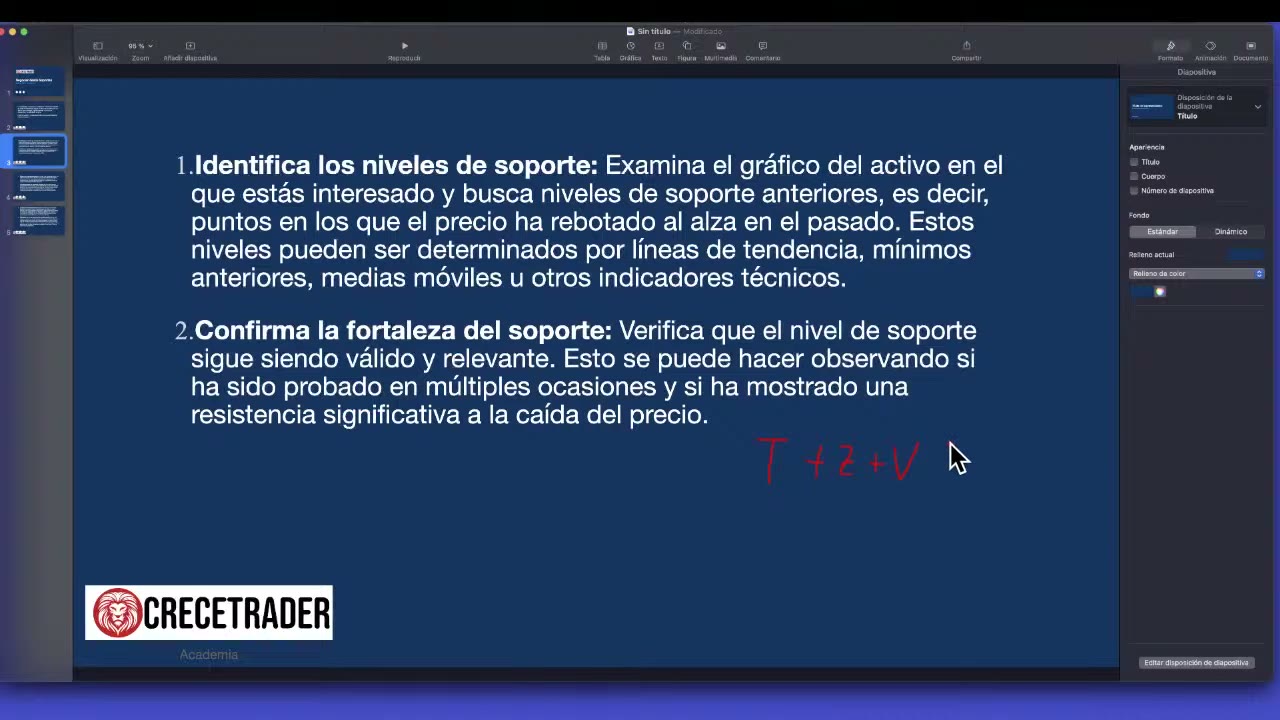 Sin título — Modificado
95 %
Visualización
Zoom
Añadir diapositiva
Reproducir
Tabla
Gráfica
Texto
Figura
Multimedia
Comentario
Compartir
Formato
Animación
Documento
1
2
3
4
5
1.Identifica los niveles de soporte: Examina el gráfico del activo en el
que estás interesado y busca niveles de soporte anteriores, es decir,
puntos en los que el precio ha rebotado al alza en el pasado. Estos
niveles pueden ser determinados por líneas de tendencia, mínimos
anteriores, medias móviles u otros indicadores técnicos.
2.Confirma la fortaleza del soporte: Verifica que el nivel de soporte
sigue siendo válido y relevante. Esto se puede hacer observando si
ha sido probado en múltiples ocasiones y si ha mostrado una
resistencia significativa a la caída del precio.
T + Z + V
CRECETRADER
Academia
Diapositiva
Disposición de la
diapositiva
Título
Apariencia
Título
Cuerpo
Número de diapositiva
Fondo
Estándar
Dinámico
Relleno actual
Relleno de color
Editar disposición de diapositiva